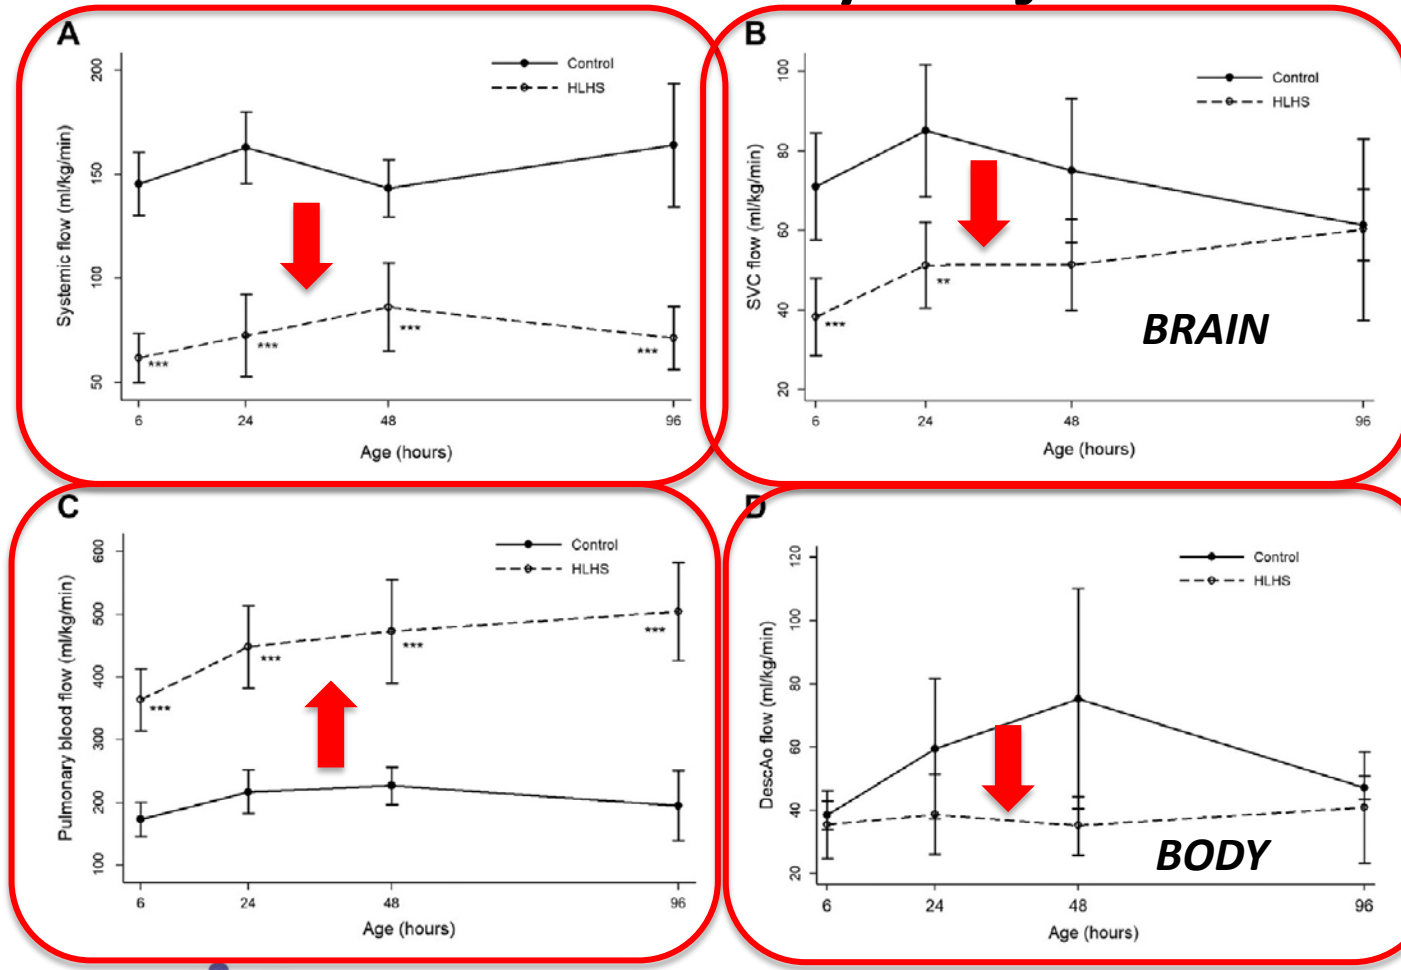 A
Control
HLHS
Systemic flow (ml/kg/min)
200
150
100
50
***
***
***
***
6 24 48 96
Age (hours)
B
Control
HLHS
SVC flow (ml/kg/min)
100
80
60
40
20
***
**
BRAIN
6 24 48 96
Age (hours)
C
Control
HLHS
Pulmonary blood flow (ml/kg/min)
600
500
400
300
200
100
***
***
***
***
6 24 48 96
Age (hours)
D
Control
HLHS
DescAo flow (ml/kg/min)
120
100
80
60
40
20
BODY
6 24 48 96
Age (hours)